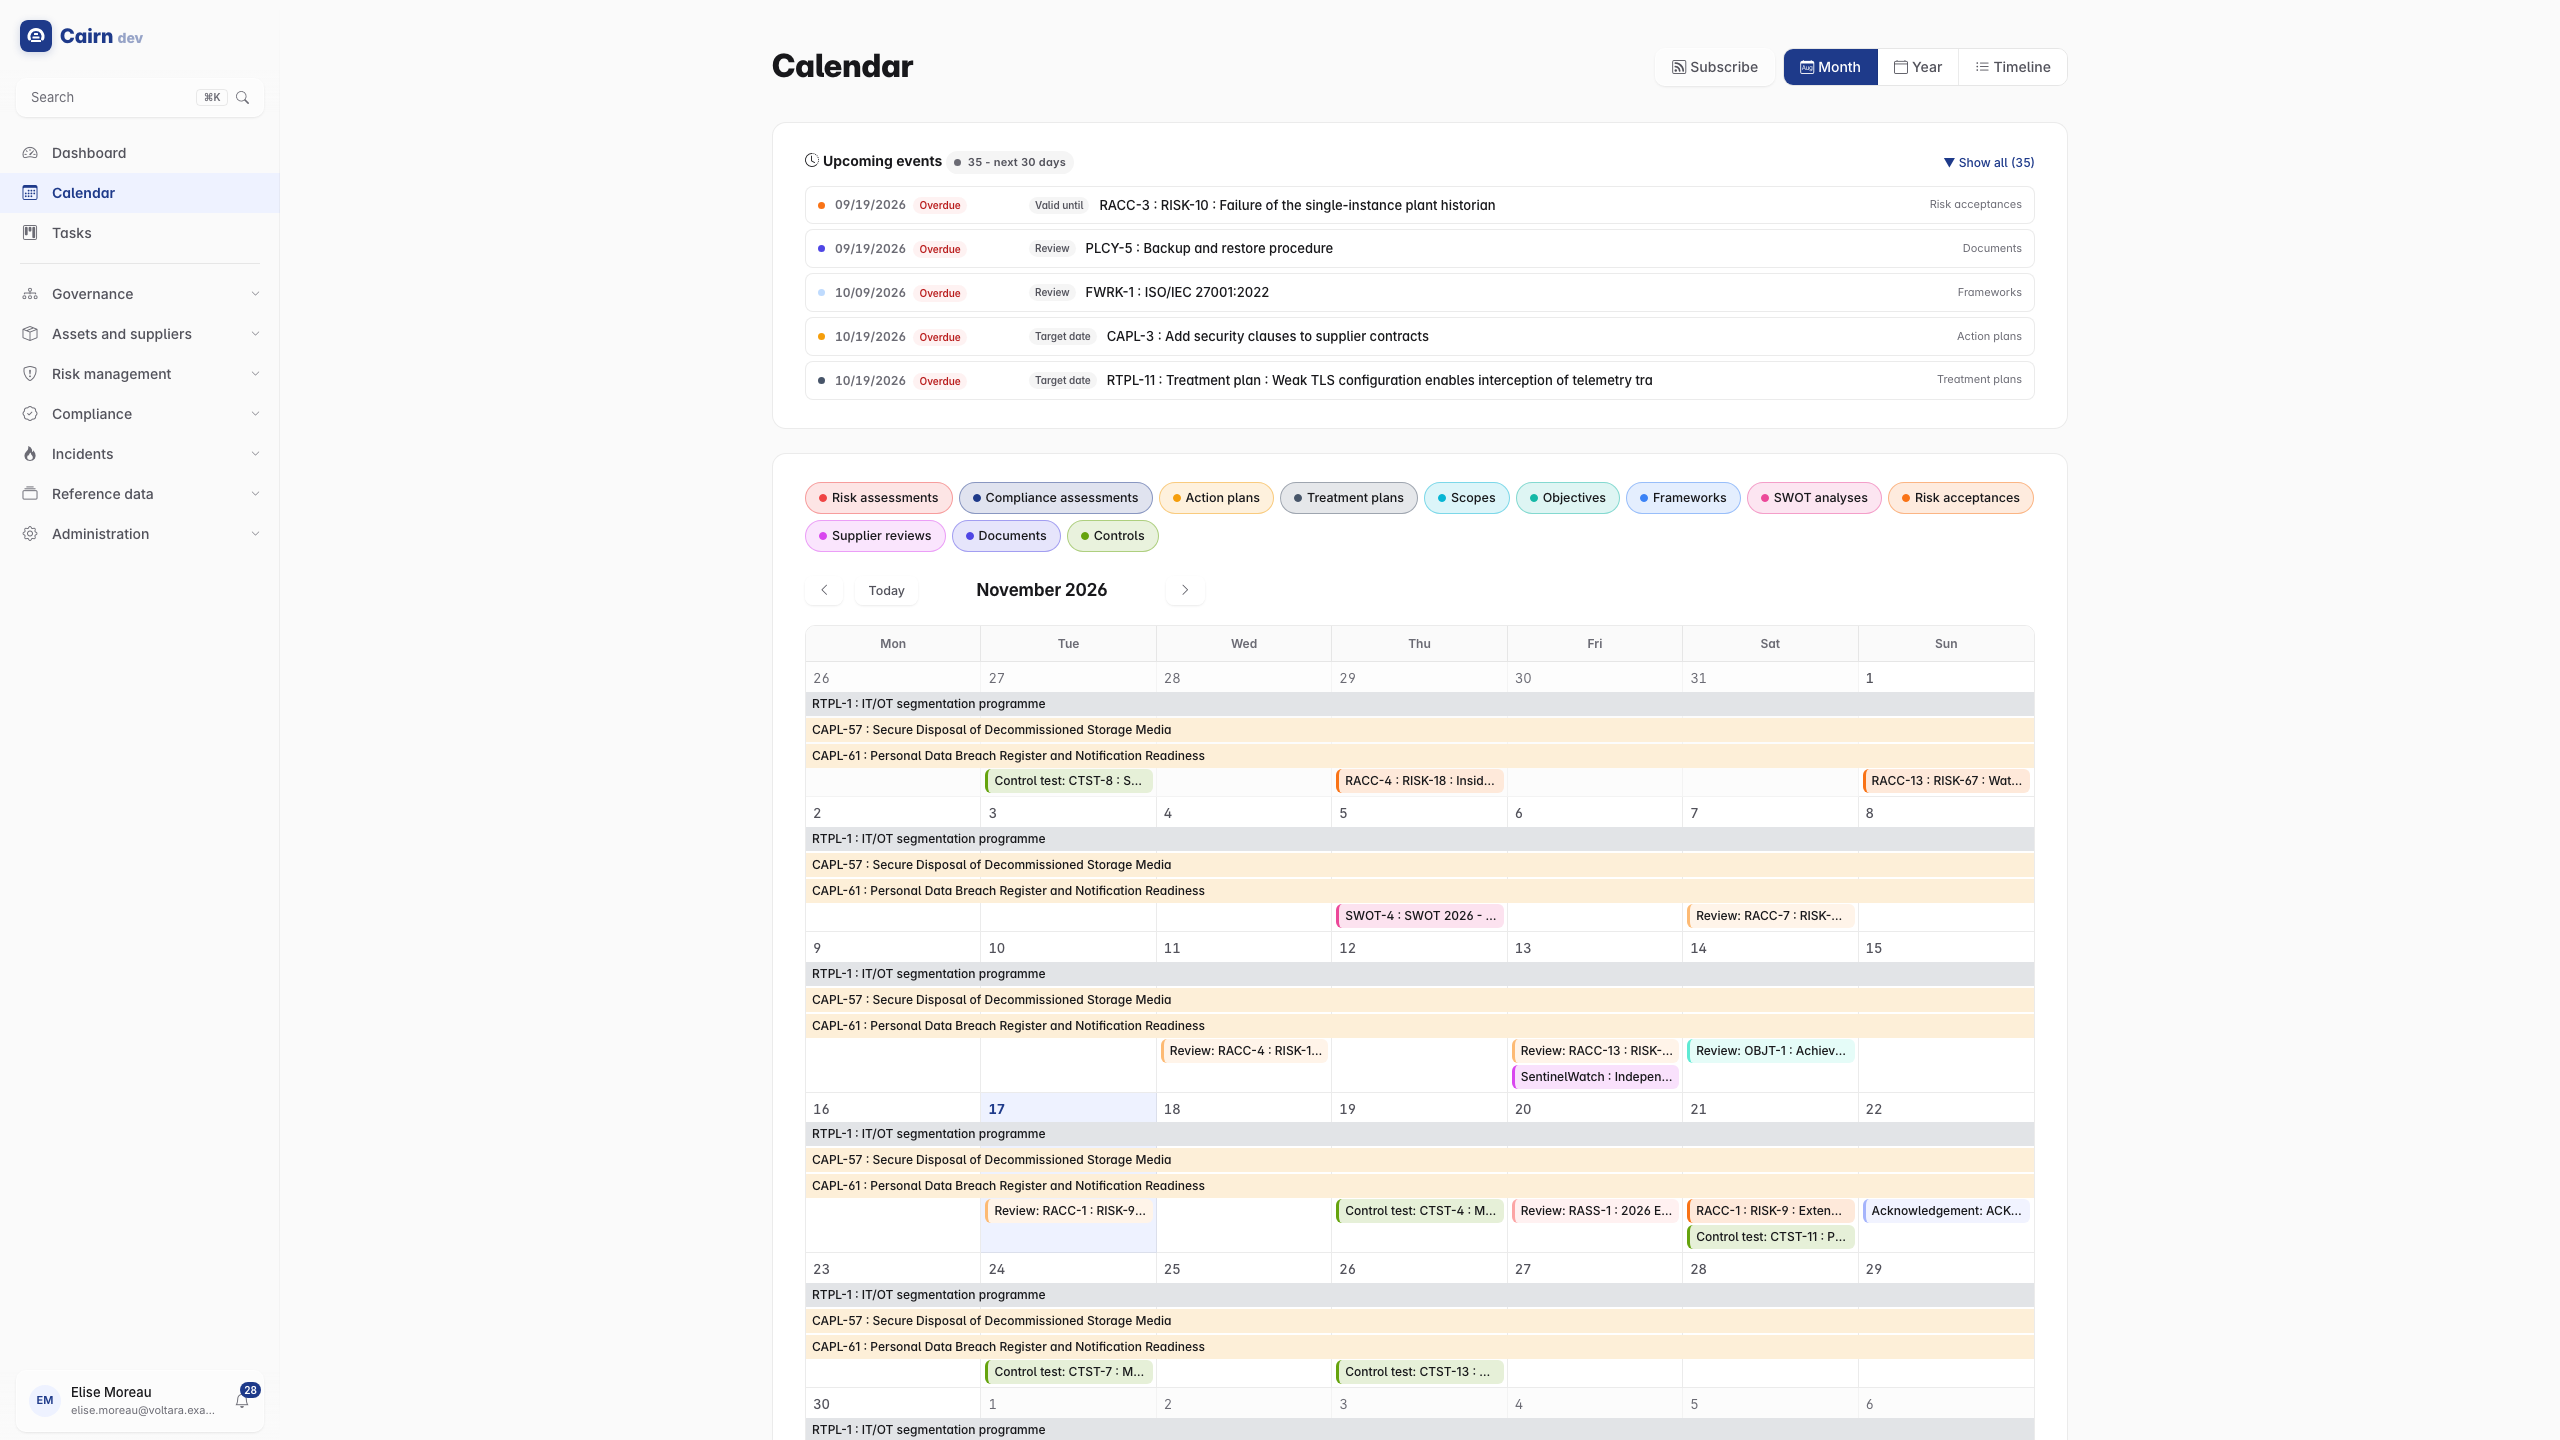 Cairn dev
Search ⌘K
Dashboard
Calendar
Tasks
Governance
Assets and suppliers
Risk management
Compliance
Incidents
Reference data
Administration
EM Elise Moreau 28
elise.moreau@voltara.exa...
Calendar
Subscribe Aug Month Year Timeline
Upcoming events 35 - next 30 days ▼ Show all (35)
09/19/2026 Overdue Valid until RACC-3 : RISK-10 : Failure of the single-instance plant historian Risk acceptances
09/19/2026 Overdue Review PLCY-5 : Backup and restore procedure Documents
10/09/2026 Overdue Review FWRK-1 : ISO/IEC 27001:2022 Frameworks
10/19/2026 Overdue Target date CAPL-3 : Add security clauses to supplier contracts Action plans
10/19/2026 Overdue Target date RTPL-11 : Treatment plan : Weak TLS configuration enables interception of telemetry tra Treatment plans
Risk assessments Compliance assessments Action plans Treatment plans Scopes Objectives Frameworks SWOT analyses Risk acceptances
Supplier reviews Documents Controls
Today November 2026
Mon Tue Wed Thu Fri Sat Sun
26 27 28 29 30 31 1
RTPL-1 : IT/OT segmentation programme
CAPL-57 : Secure Disposal of Decommissioned Storage Media
CAPL-61 : Personal Data Breach Register and Notification Readiness
Control test: CTST-8 : S... RACC-4 : RISK-18 : Insid... RACC-13 : RISK-67 : Wat...
2 3 4 5 6 7 8
RTPL-1 : IT/OT segmentation programme
CAPL-57 : Secure Disposal of Decommissioned Storage Media
CAPL-61 : Personal Data Breach Register and Notification Readiness
SWOT-4 : SWOT 2026 - ... Review: RACC-7 : RISK-...
9 10 11 12 13 14 15
RTPL-1 : IT/OT segmentation programme
CAPL-57 : Secure Disposal of Decommissioned Storage Media
CAPL-61 : Personal Data Breach Register and Notification Readiness
Review: RACC-4 : RISK-1... Review: RACC-13 : RISK-... Review: OBJT-1 : Achiev...
SentinelWatch : Indepen...
16 17 18 19 20 21 22
RTPL-1 : IT/OT segmentation programme
CAPL-57 : Secure Disposal of Decommissioned Storage Media
CAPL-61 : Personal Data Breach Register and Notification Readiness
Review: RACC-1 : RISK-9... Control test: CTST-4 : M... Review: RASS-1 : 2026 E... RACC-1 : RISK-9 : Exten... Acknowledgement: ACK...
Control test: CTST-11 : P...
23 24 25 26 27 28 29
RTPL-1 : IT/OT segmentation programme
CAPL-57 : Secure Disposal of Decommissioned Storage Media
CAPL-61 : Personal Data Breach Register and Notification Readiness
Control test: CTST-7 : M... Control test: CTST-13 : ...
30 1 2 3 4 5 6
RTPL-1 : IT/OT segmentation programme